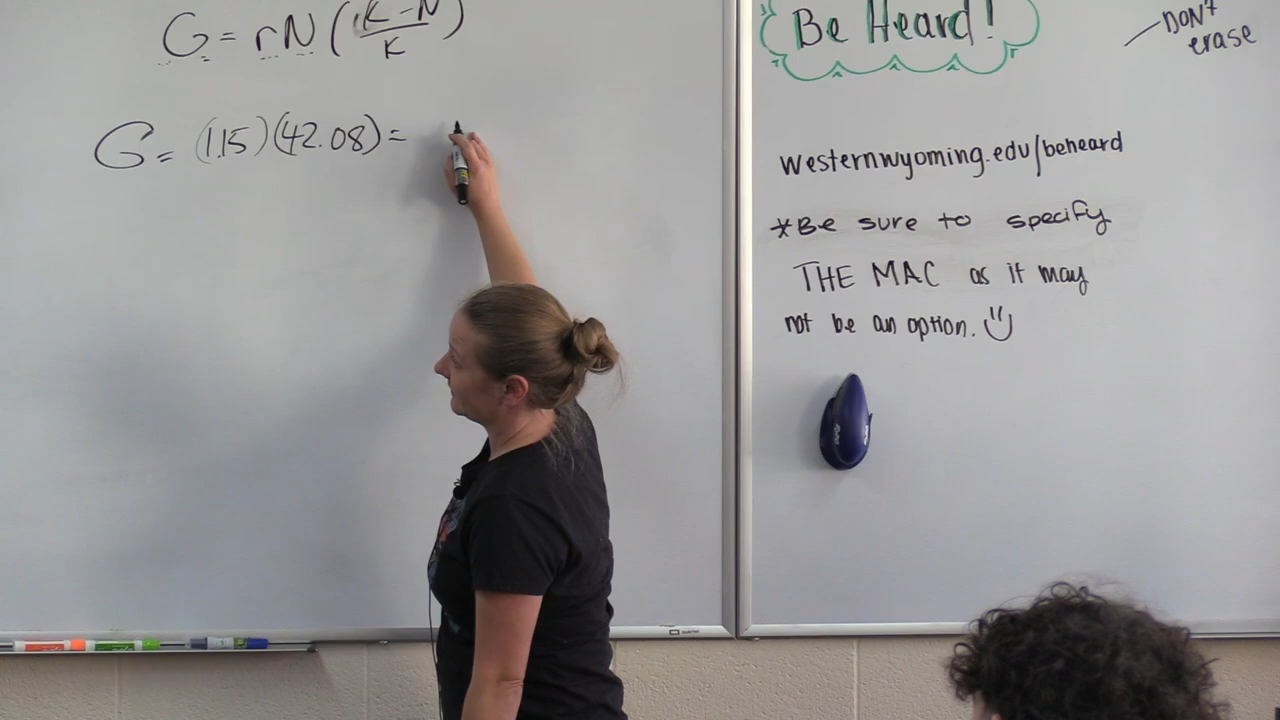 G = rN (K-N/K)
G = (1.15)(42.08) =
Be Heard!
DON'T
erase
westernwyoming.edu/beheard
*Be sure to specify
THE MAC as it may
not be an option.